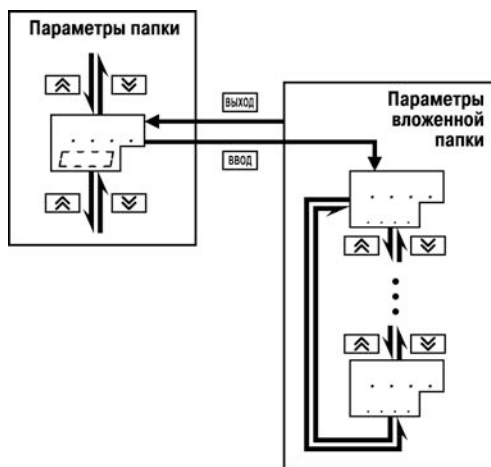 Параметры папки
ВЫХОД
ВВОД
Параметры
вложенной
папки